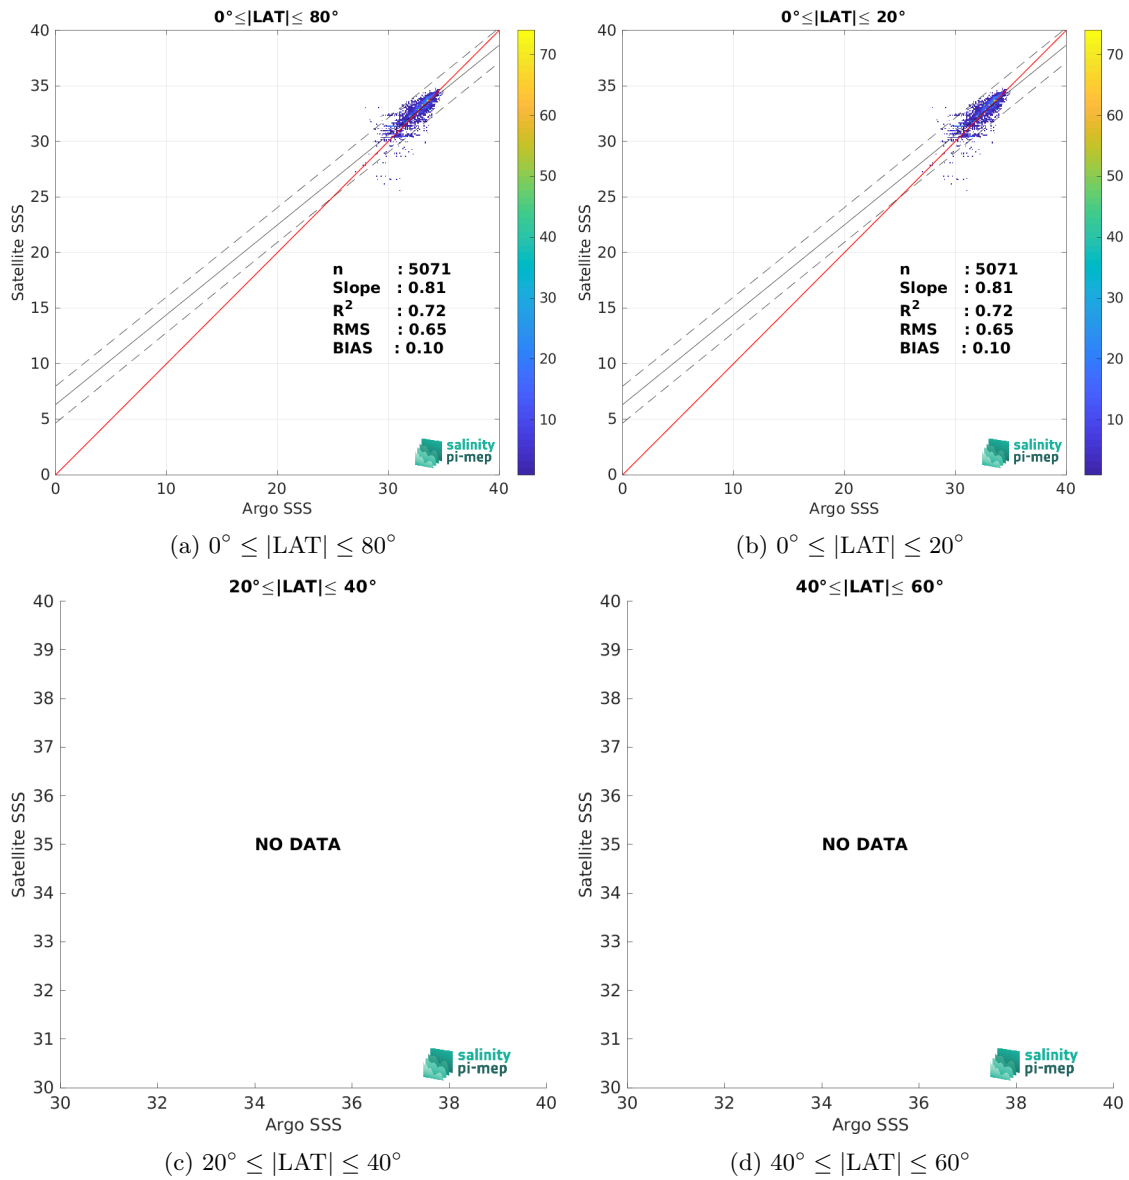 0°≤|LAT|≤ 80°
40
35
30
25
20
15
10
5
0
Satellite SSS
0
10
20
30
40
Argo SSS
n : 5071
Slope : 0.81
R² : 0.72
RMS : 0.65
BIAS : 0.10
salinity
pi-mep
70
60
50
40
30
20
10
(a) 0° ≤ |LAT| ≤ 80°
0°≤|LAT|≤ 20°
40
35
30
25
20
15
10
5
0
Satellite SSS
0
10
20
30
40
Argo SSS
n : 5071
Slope : 0.81
R² : 0.72
RMS : 0.65
BIAS : 0.10
salinity
pi-mep
70
60
50
40
30
20
10
(b) 0° ≤ |LAT| ≤ 20°
20°≤|LAT|≤ 40°
40
39
38
37
36
35
34
33
32
31
30
Satellite SSS
NO DATA
salinity
pi-mep
30
32
34
36
38
40
Argo SSS
(c) 20° ≤ |LAT| ≤ 40°
40°≤|LAT|≤ 60°
40
39
38
37
36
35
34
33
32
31
30
Satellite SSS
NO DATA
salinity
pi-mep
30
32
34
36
38
40
Argo SSS
(d) 40° ≤ |LAT| ≤ 60°